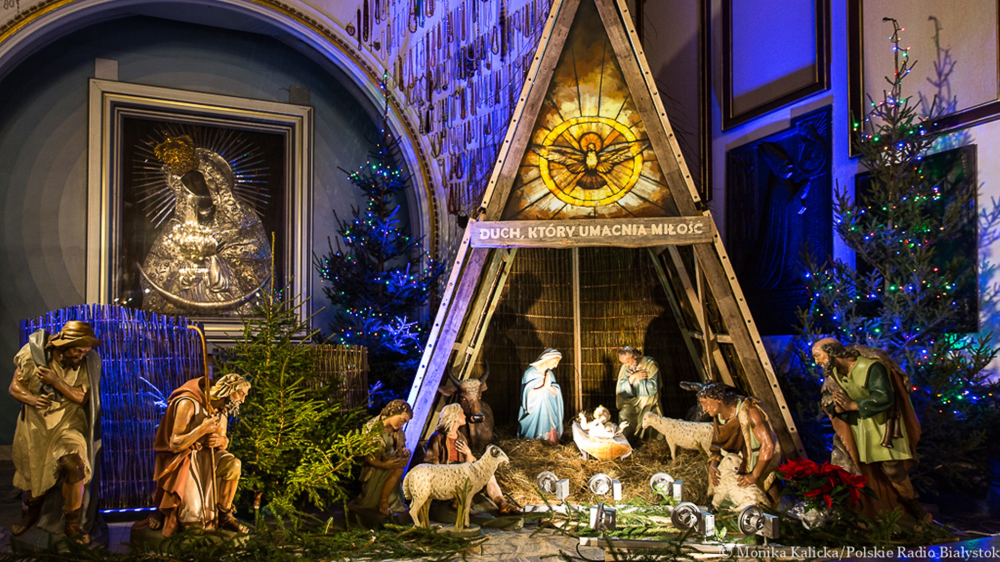 DUCH, KTÓRY UMACNIA MIŁOŚĆ
© Monika Kalicka/Polskie Radio Białystok